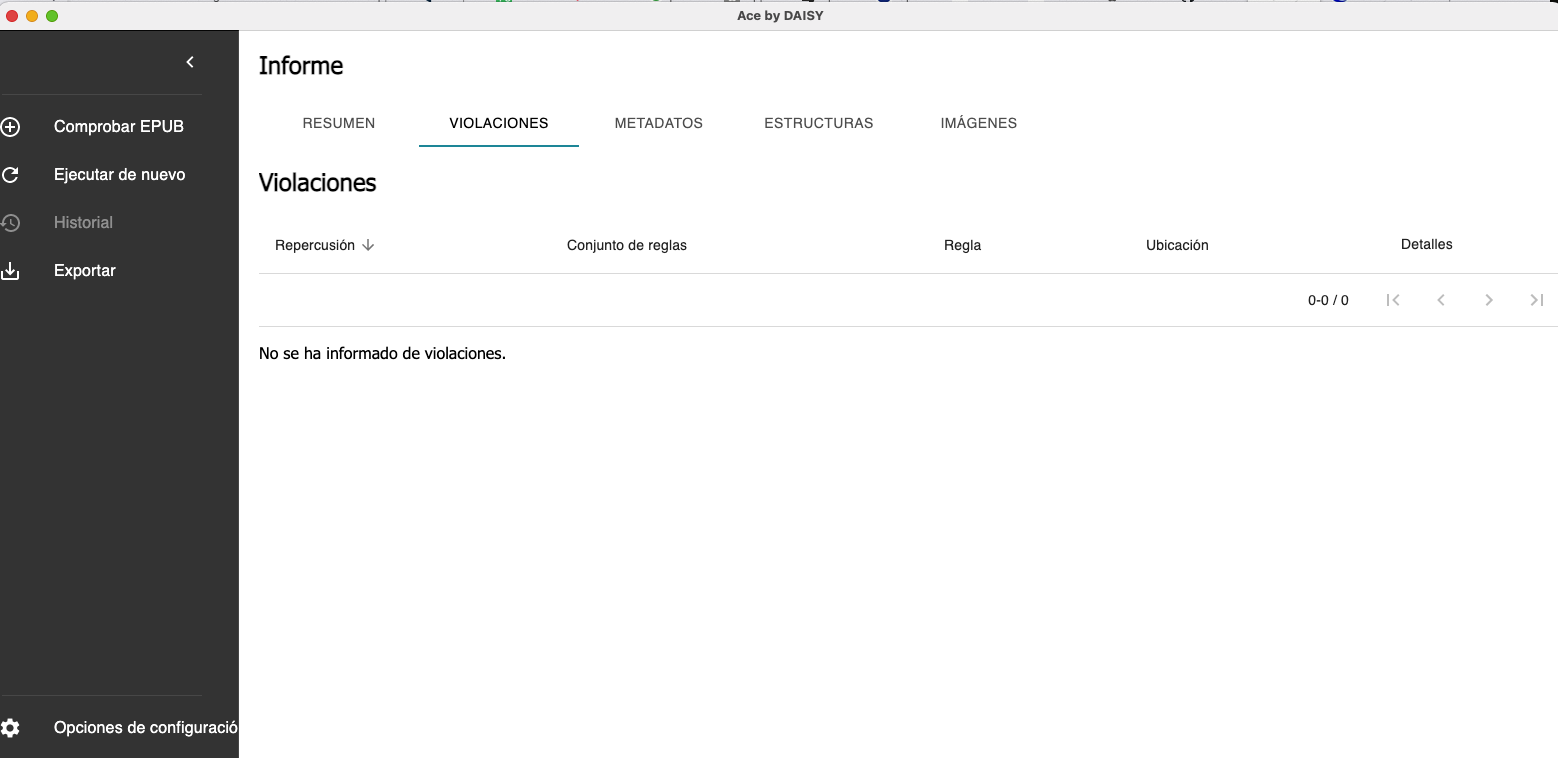 Ace by DAISY
Comprobar EPUB
Ejecutar de nuevo
Historial
Exportar
Opciones de configuració
Informe
RESUMEN VIOLACIONES METADATOS ESTRUCTURAS IMÁGENES
Violaciones
Repercusión Conjunto de reglas Regla Ubicación Detalles
0-0 / 0
No se ha informado de violaciones.